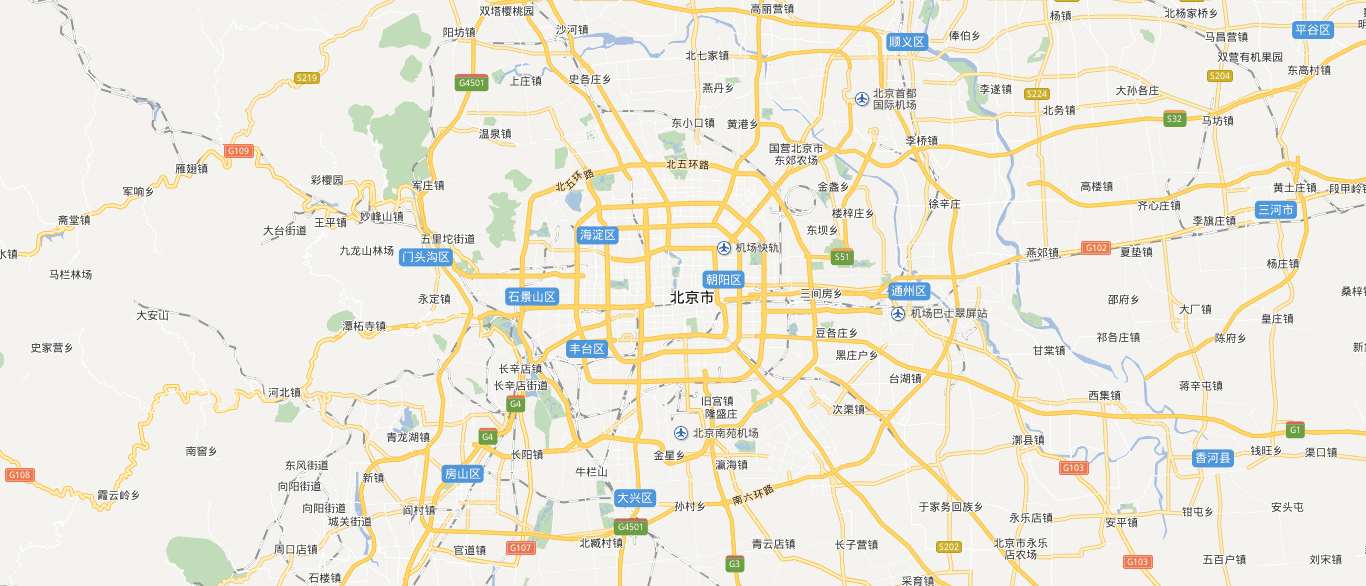 双塔樱桃园
高丽营镇
杨镇
北杨家桥乡
阳坊镇
沙河镇
顺义区
俸伯乡
马昌营镇
平谷区
北七家镇
双营有机果园
S219
G4501
上庄镇
史各庄乡
燕丹乡
北京首都
国际机场
李遂镇
S224
S204
东高村镇
大孙各庄
北务镇
S32
马坊镇
温泉镇
东小口镇
黄港乡
李桥镇
G109
国营北京市
东郊农场
雁翅镇
北五环路
北五环路
彩樱园
军庄镇
军响乡
金盏乡
高楼镇
黄土庄镇
段甲岭镇
斋堂镇
王平镇
妙峰山镇
楼梓庄乡
徐辛庄
齐心庄镇
三河市
李旗庄镇
大台街道
海淀区
东坝乡
五里坨街道
九龙山林场
门头沟区
机场快轨
S51
燕郊镇
G102
夏垫镇
水镇
杨庄镇
马栏林场
朝阳区
永定镇
石景山区
北京市
三间房乡
通州区
邵府乡
桑梓
大安山
潭柘寺镇
机场巴士翠屏站
大厂镇
皇庄镇
豆各庄乡
祁各庄镇
陈府乡
史家营乡
丰台区
黑庄户乡
甘棠镇
长辛店镇
台湖镇
长辛店街道
蒋辛屯镇
河北镇
西集镇
G4
旧宫镇
隆盛庄
次渠镇
青龙湖镇
G4
北京南苑机场
漷县镇
G1
南窖乡
长阳镇
金星乡
香河县
钱旺乡
渠口镇
东风街道
瀛海镇
G103
G108
新镇
房山区
牛栏山
向阳街道
霞云岭乡
大兴区
南六环路
向阳街道
城关街道
阎村镇
孙村乡
于家务回族乡
钳屯乡
安头屯
永乐店镇
安平镇
G4501
周口店镇
官道镇
G107
北臧村镇
青云店镇
长子营镇
S202
北京市永乐
店农场
G3
G103
五百户镇
刘宋镇
石楼镇
采育镇